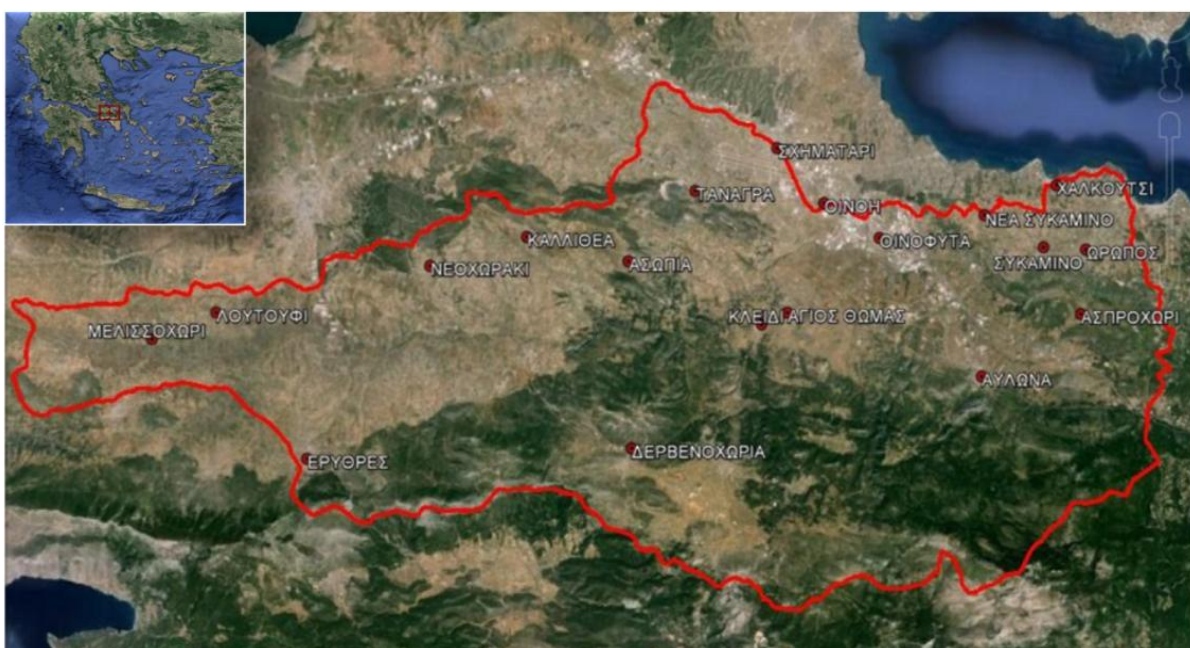 ΣΧΗΜΑΤΑΡΙ
ΧΑΛΚΟΥΤΣΙ
ΤΑΝΑΓΡΑ
ΟΙΝΟΗ
ΝΕΑ ΣΥΚΑΜΙΝΟ
ΚΑΛΛΙΘΕΑ
ΟΙΝΟΦΥΤΑ
ΩΡΩΠΟΣ
ΝΕΟΧΩΡΑΚΙ
ΑΣΩΠΙΑ
ΣΥΚΑΜΙΝΟ
ΛΟΥΤΟΥΦΙ
ΚΛΕΙΔΙ
ΑΓΙΟΣ ΘΩΜΑΣ
ΑΣΠΡΟΧΩΡΙ
ΜΕΛΙΣΣΟΧΩΡΙ
ΑΥΛΩΝΑ
ΔΕΡΒΕΝΟΧΩΡΙΑ
ΕΡΥΘΡΕΣ